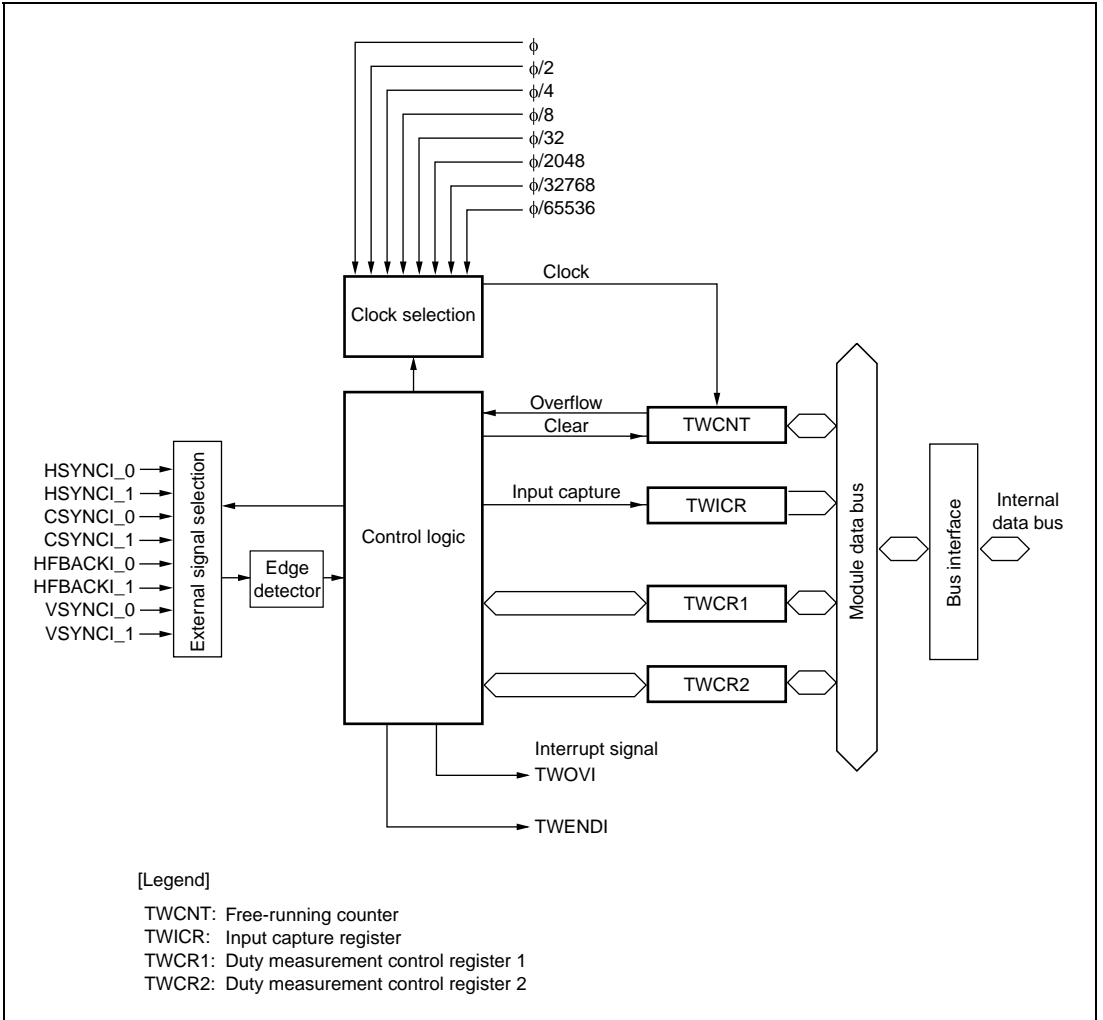 φ
φ/2
φ/4
φ/8
φ/32
φ/2048
φ/32768
φ/65536
Clock
Clock selection
Overflow
Clear
TWCNT
HSYNCI_0
HSYNCI_1
CSYNCI_0
CSYNCI_1
HFBACKI_0
HFBACKI_1
VSYNCI_0
VSYNCI_1
External signal selection
Edge
detector
Control logic
Input capture
TWICR
TWCR1
TWCR2
Module data bus
Bus interface
Internal
data bus
Interrupt signal
TWOVI
TWENDI
[Legend]
TWCNT: Free-running counter
TWICR: Input capture register
TWCR1: Duty measurement control register 1
TWCR2: Duty measurement control register 2